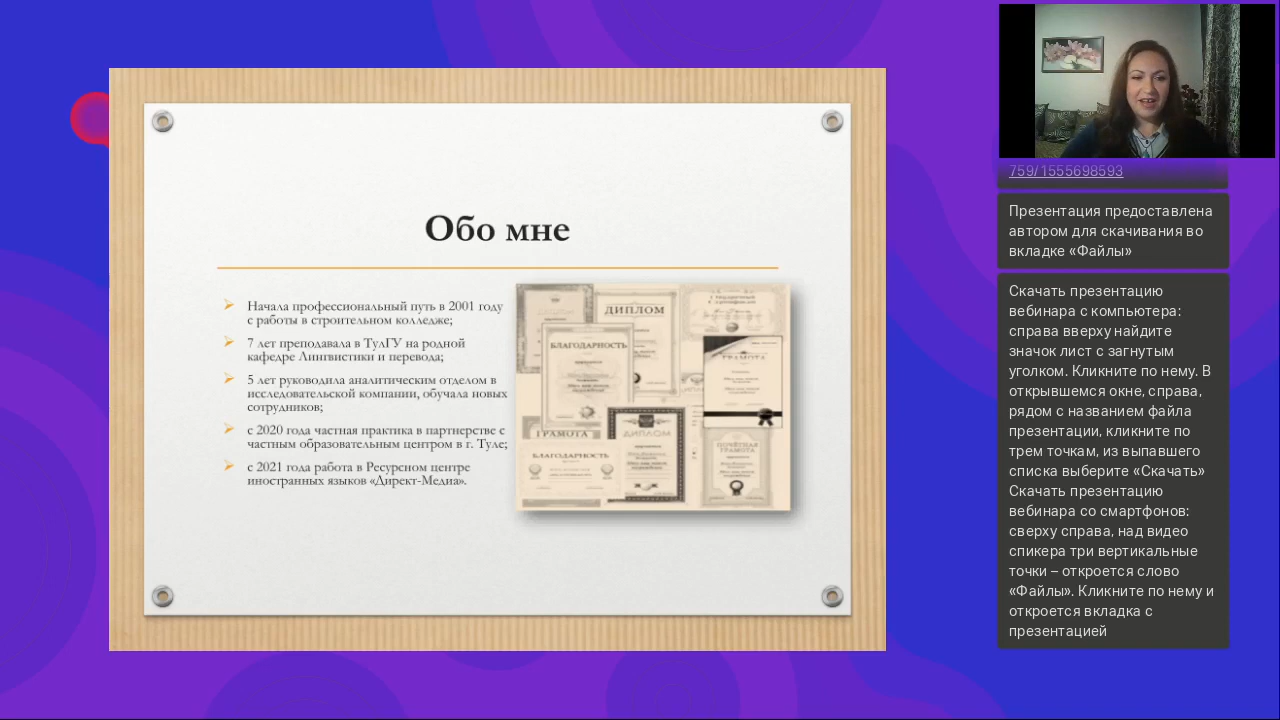 Обо мне
Начала профессиональный путь в 2001 году
с работы в строительном колледже;
7 лет преподавала в ТулГУ на родной
кафедре Лингвистики и перевода;
5 лет руководила аналитическим отделом в
исследовательской компании, обучала новых
сотрудников;
с 2020 года частная практика в партнерстве с
частным образовательным центром в г. Туле;
с 2021 года работа в Ресурсном центре
иностранных языков «Директ-Медиа».
ДИПЛОМ
БЛАГОДАРНОСТЬ
ГРАМОТА
ГРАМОТА
ДИПЛОМ
ПОЧЁТНАЯ
ГРАМОТА
БЛАГОДАРНОСТЬ
759/1555698593
Презентация предоставлена
автором для скачивания во
вкладке «Файлы»
Скачать презентацию
вебинара с компьютера:
справа вверху найдите
значок лист с загнутым
уголком. Кликните по нему. В
открывшемся окне, справа,
рядом с названием файла
презентации, кликните по
трем точкам, из выпавшего
списка выберите «Скачать»
Скачать презентацию
вебинара со смартфонов:
сверху справа, над видео
спикера три вертикальные
точки – откроется слово
«Файлы». Кликните по нему и
откроется вкладка с
презентацией